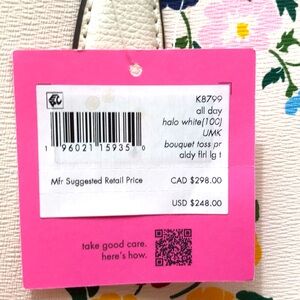 K8799
all day
halo white(100)
UMK
bouquet toss pr
aldy flrl lg t
1 96021 15935 0
Mfr Suggested Retail Price
CAD $298.00
USD $248.00
take good care.
here's how.